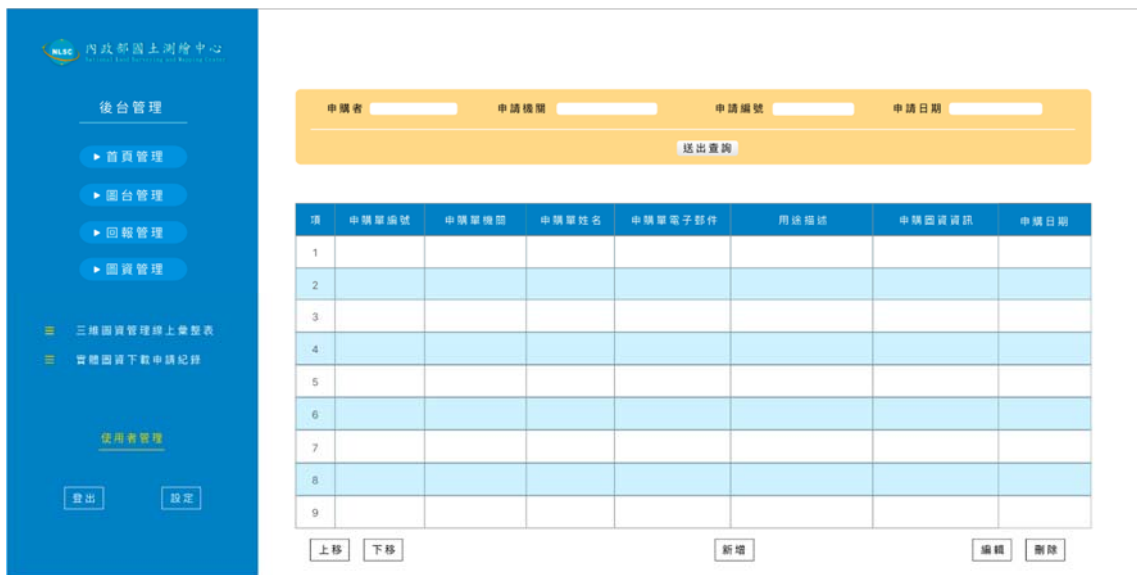 NLSC 內政部國土測繪中心
National Land Surveying and Mapping Center
後台管理
首頁管理
圖台管理
回報管理
圖資管理
三維圖資管理線上彙整表
實體圖資下載申請紀錄
使用者管理
登出 設定
申購者 申請機關 申請編號 申請日期
送出查詢
項 申購單編號 申購單機關 申購單姓名 申購單電子郵件 用途描述 申購圖資資訊 申購日期
1
2
3
4
5
6
7
8
9
上移 下移 新增 編輯 刪除